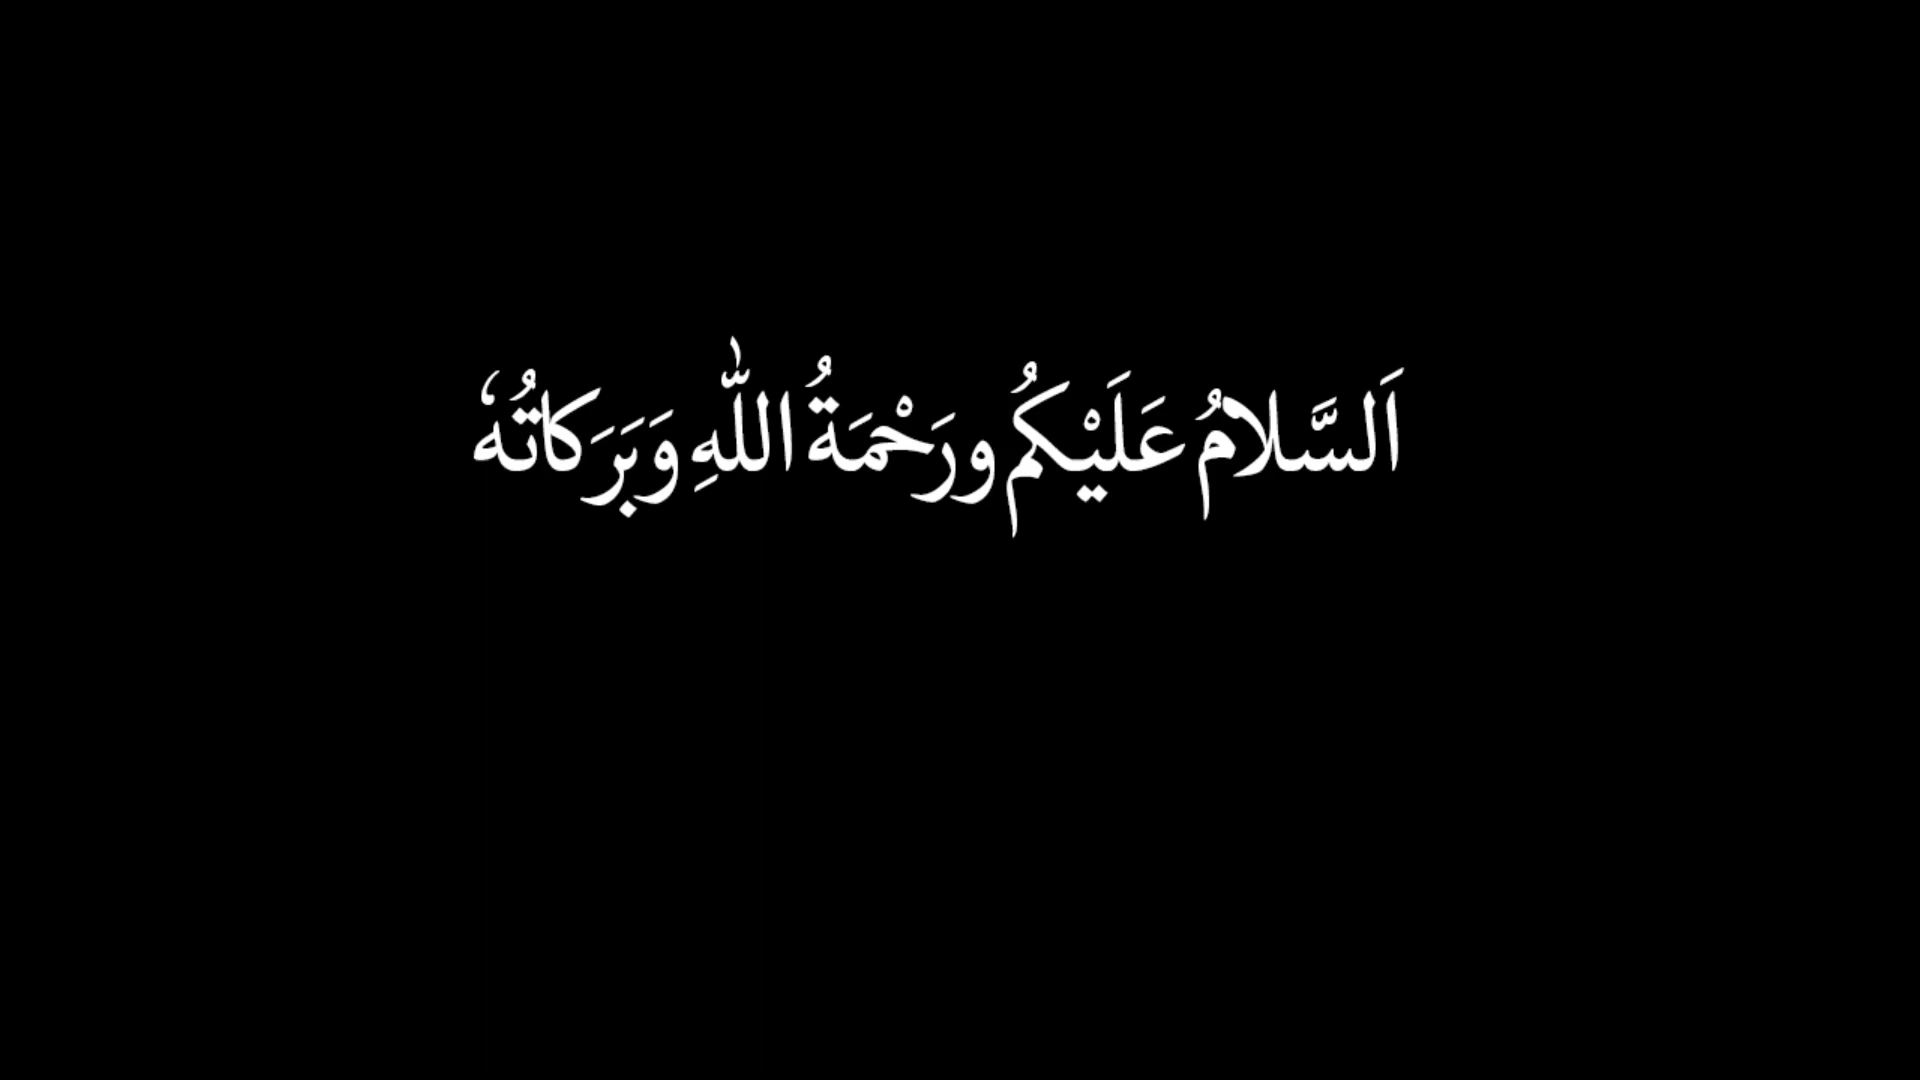 اَلسَّلامُ عَلَيْكُم ورَحْمَةُ اللّٰهِ وَبَرَكاتُهٗ